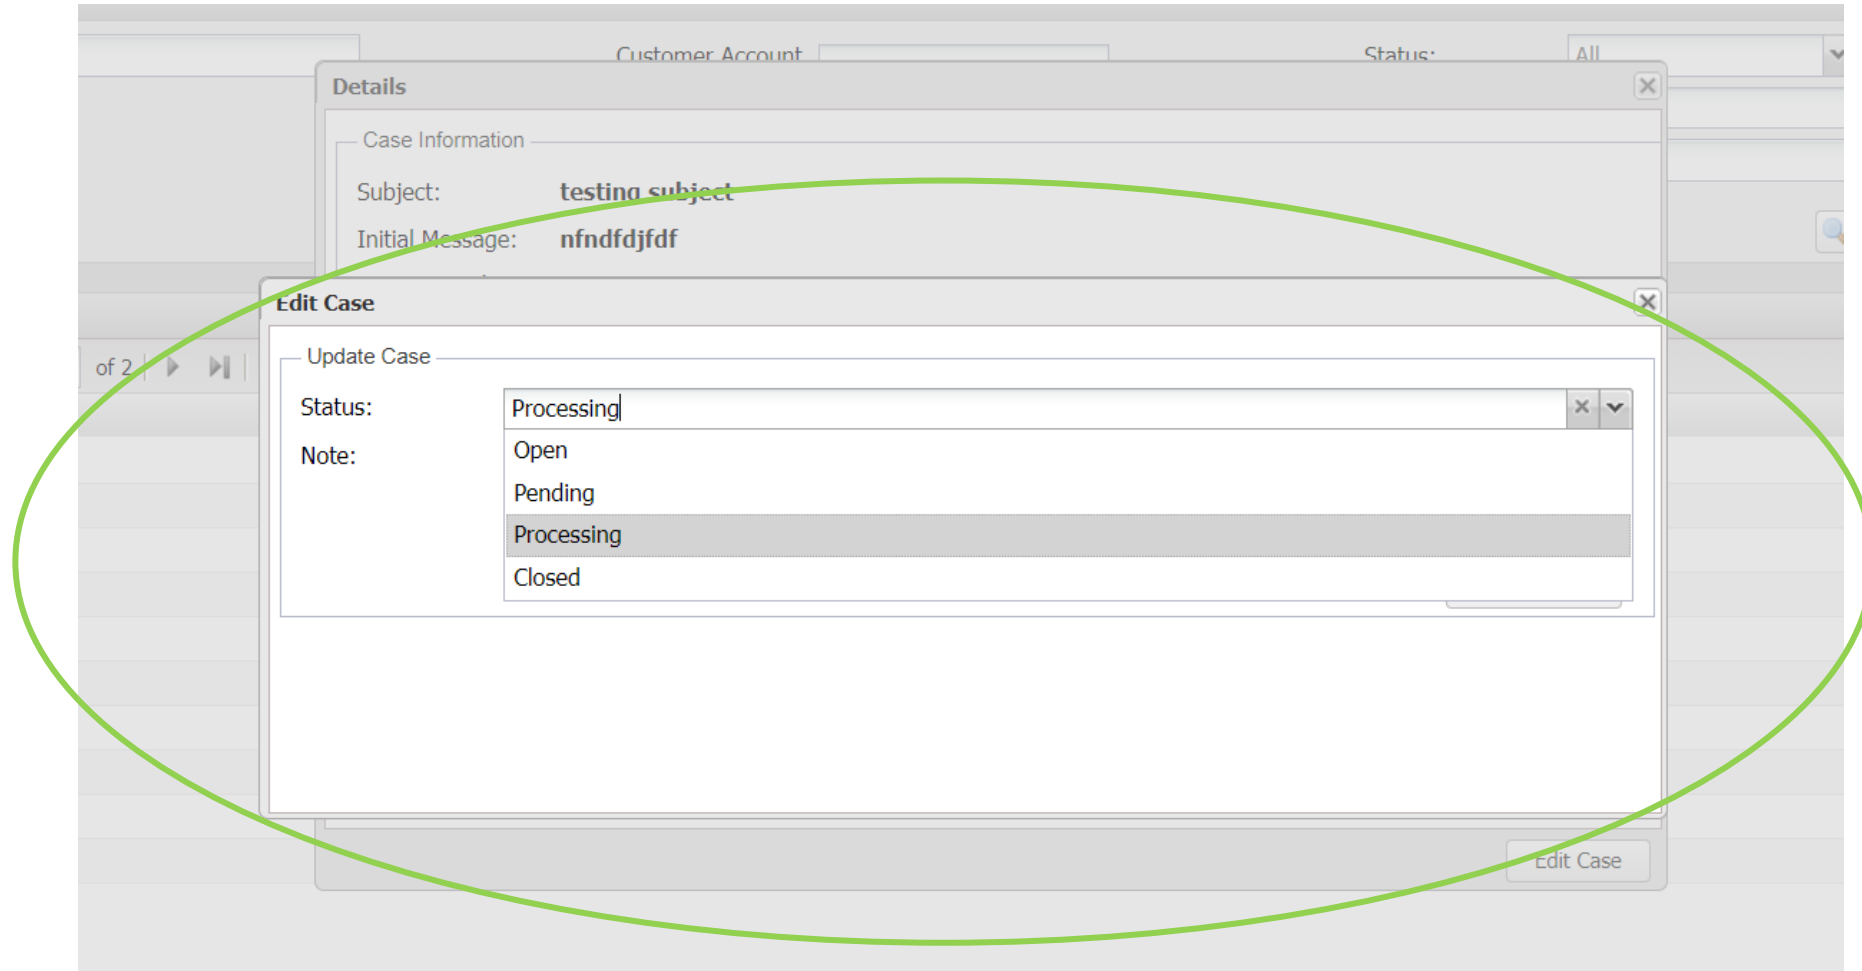 Customer Account
Status:
All
Details
Case Information
Subject: testing subject
Initial Message: nfndfdjfdf
Edit Case
of 2
Update Case
Status: Processing
Note:
Open
Pending
Processing
Closed
Edit Case